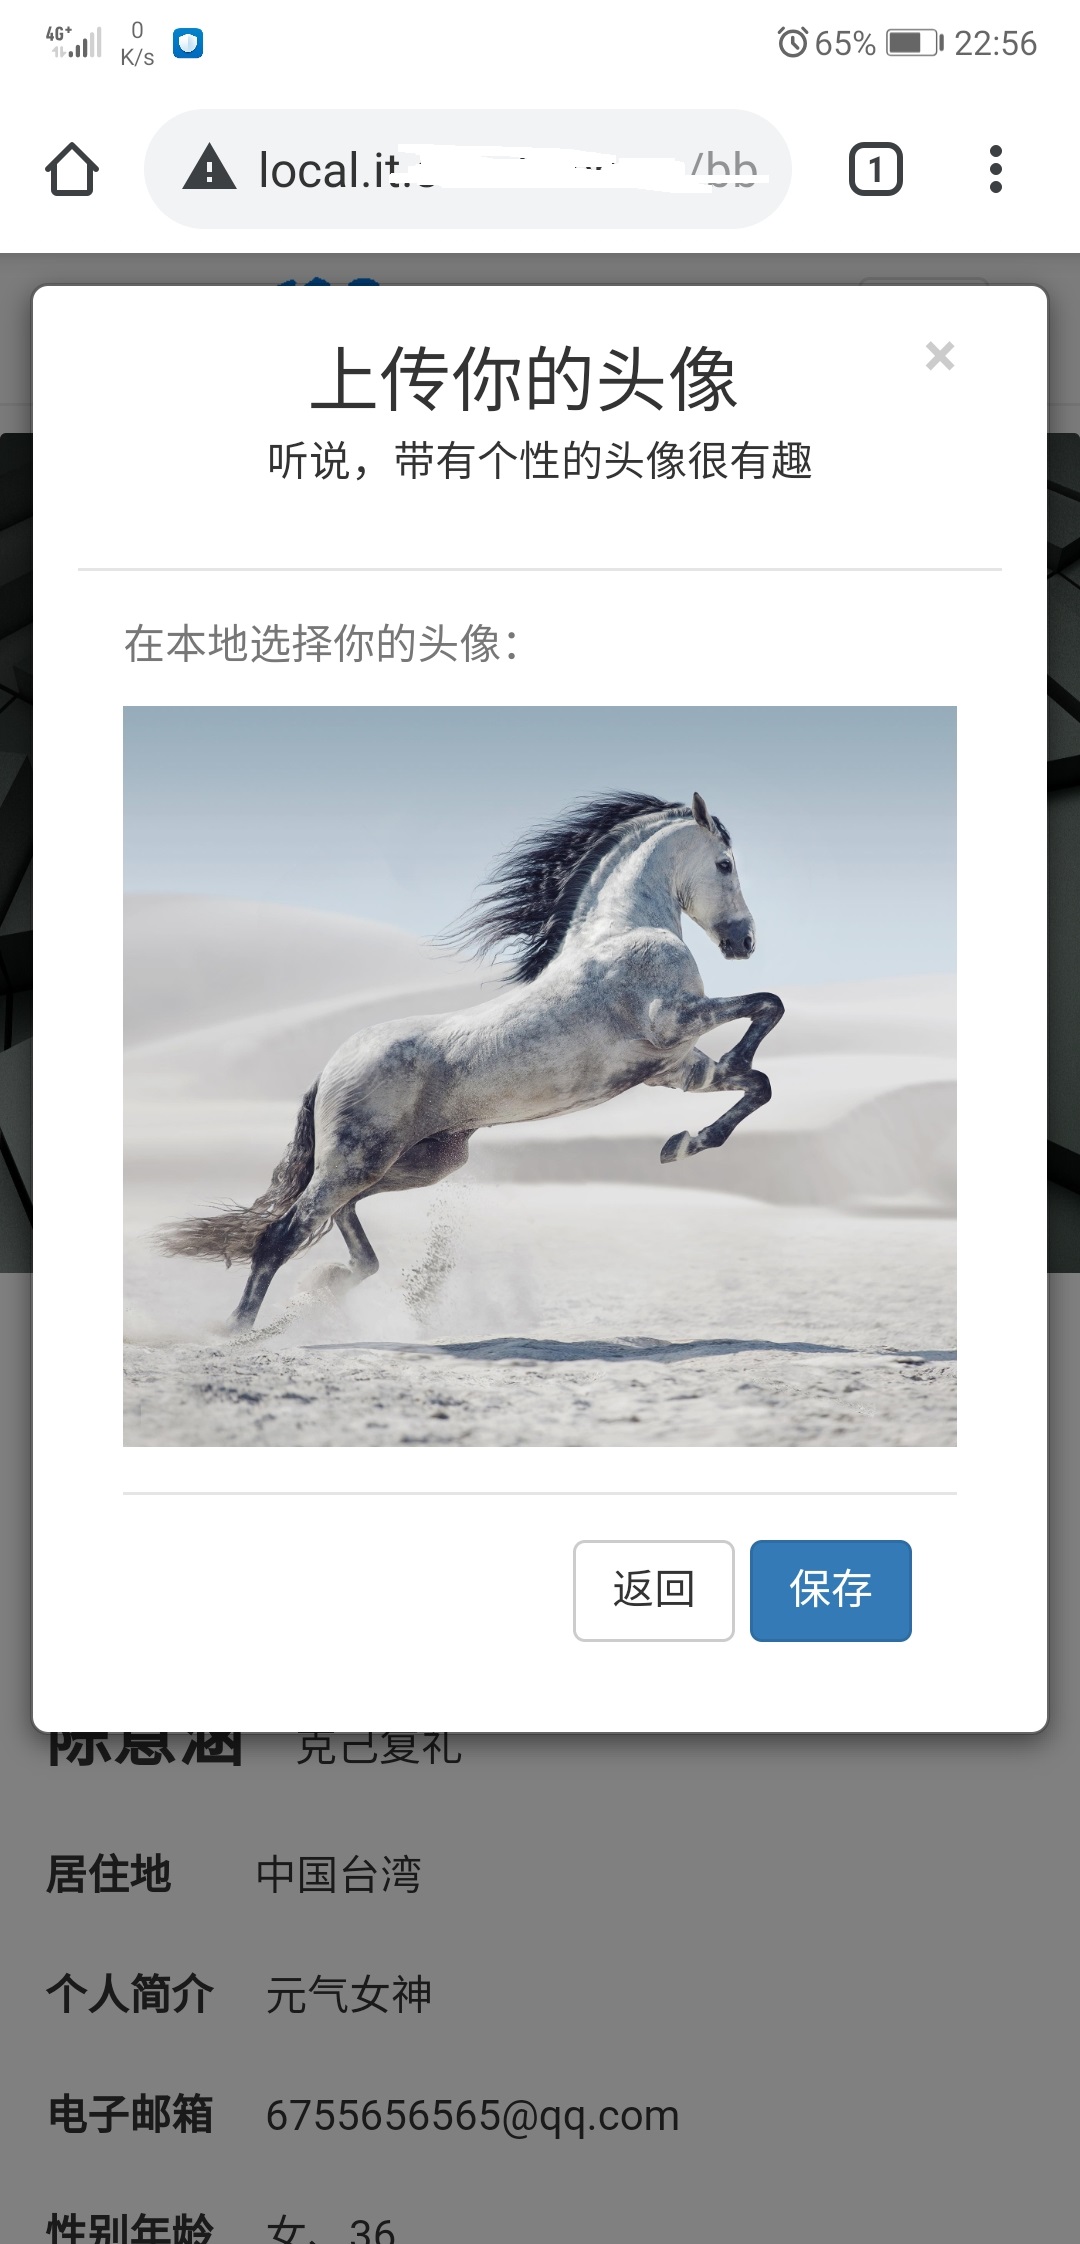 4G+
0
K/s
65%
22:56
local.it
/bb
1
上传你的头像
×
听说，带有个性的头像很有趣
在本地选择你的头像：
返回
保存
陈意涵 克己复礼
居住地 中国台湾
个人简介 元气女神
电子邮箱 6755656565@qq.com
性别年龄 女、36